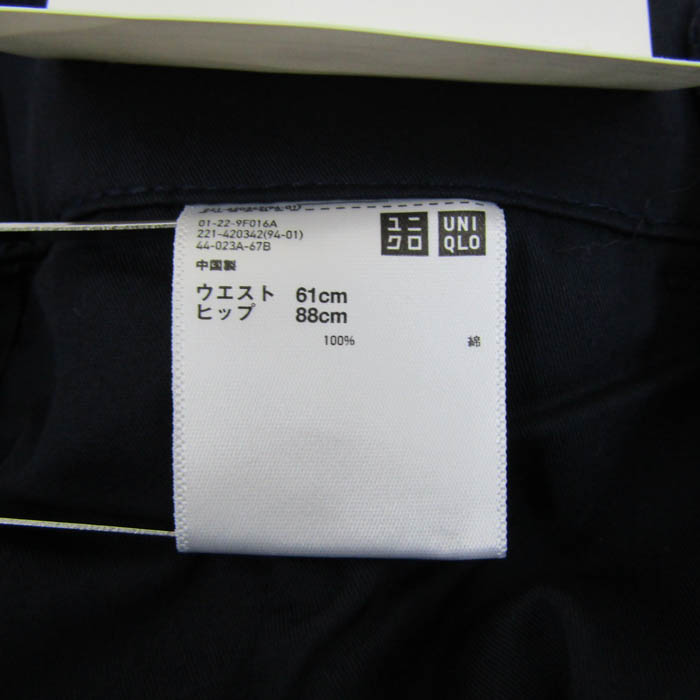 01-22-9F016A
221-420342(94-01)
44-023A-67B
ユニ
クロ
UNI
QLO
中国製
ウエスト 61cm
ヒップ 88cm
100% 綿